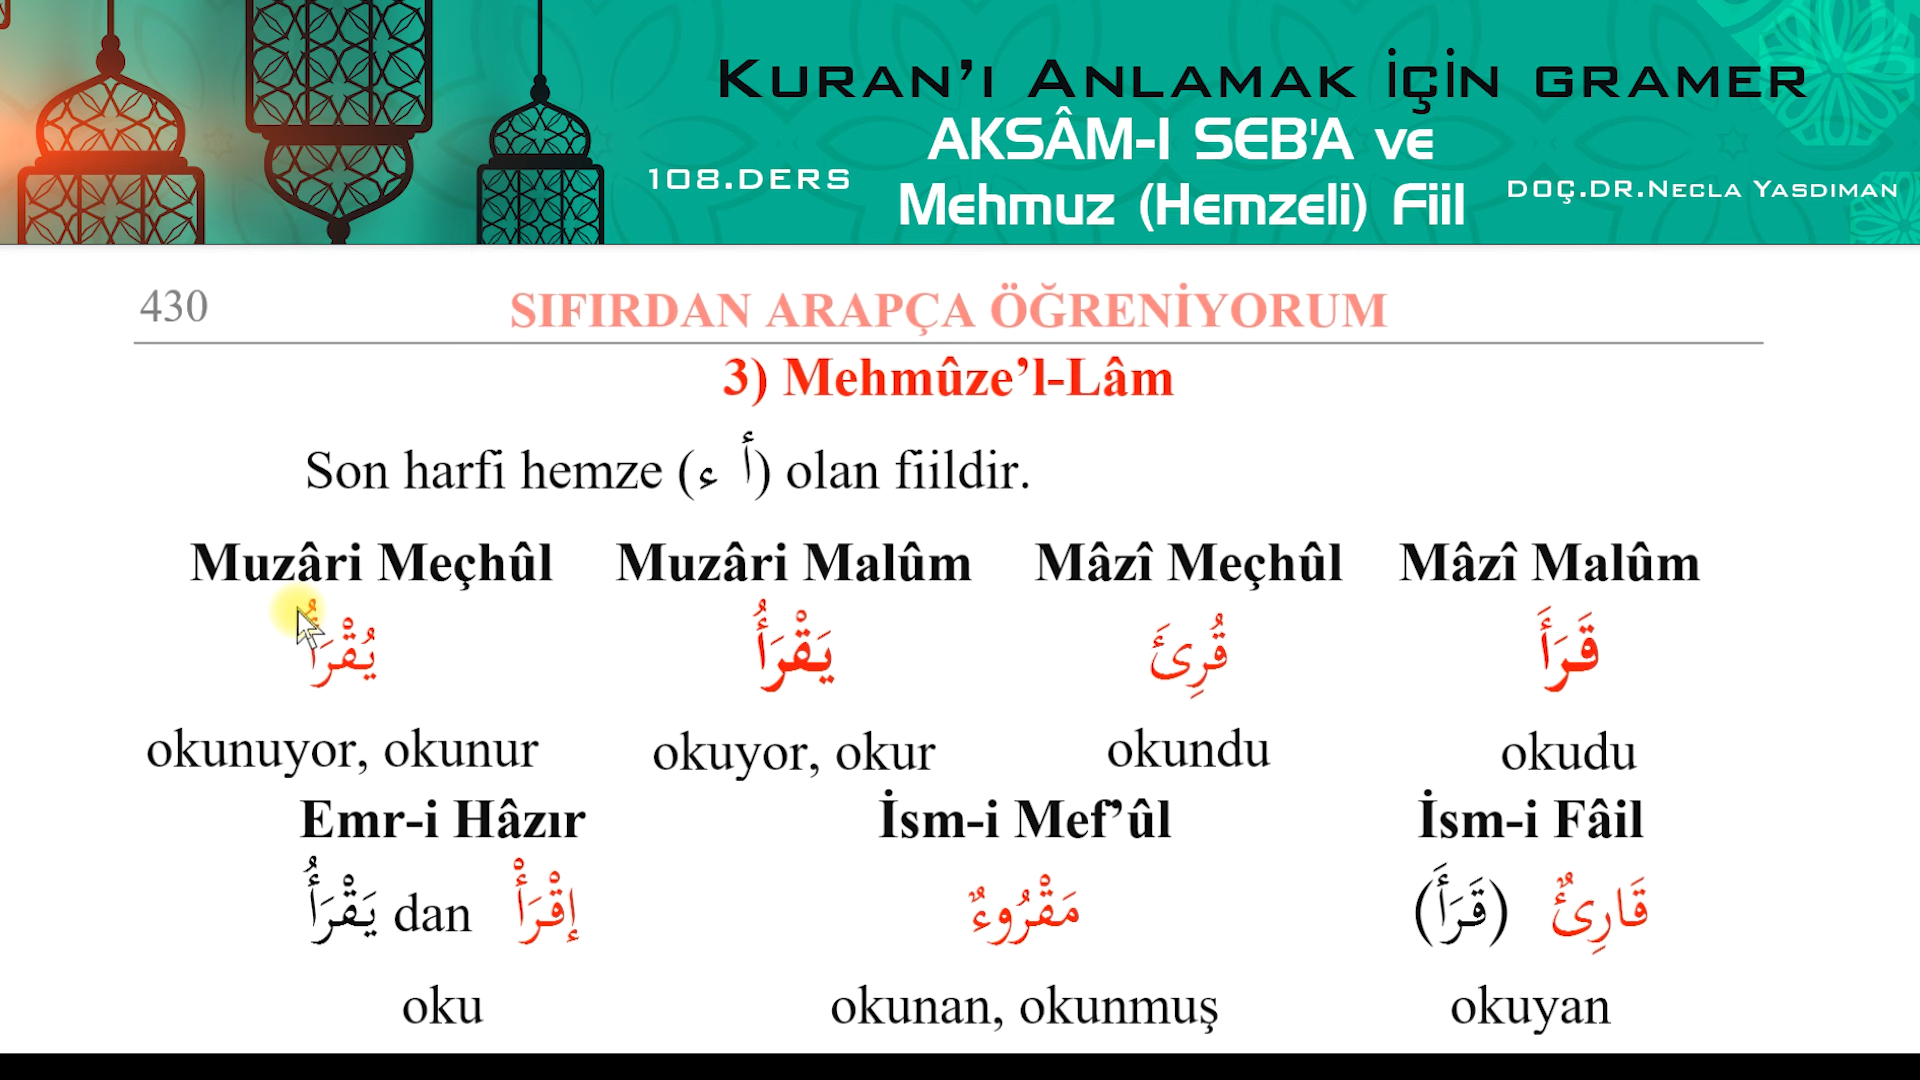 KURAN’I ANLAMAK İÇİN GRAMER
AKSÂM-I SEB'A ve
108.DERS
Mehmuz (Hemzeli) Fiil
DOÇ.DR.NECLA YASDIMAN
430
SIFIRDAN ARAPÇA ÖĞRENİYORUM
3) Mehmûze’l-Lâm
Son harfi hemze (أ ء) olan fiildir.
Muzâri Meçhûl Muzâri Malûm Mâzî Meçhûl Mâzî Malûm
يُقْرَأُ يَقْرَأُ قُرِئَ قَرَأَ
okunuyor, okunur okuyor, okur okundu okudu
Emr-i Hâzır İsm-i Mef’ûl İsm-i Fâil
يَقْرَأُ dan إِقْرَأْ مَقْرُوءٌ (قَرَأَ) قَارِئٌ
oku okunan, okunmuş okuyan